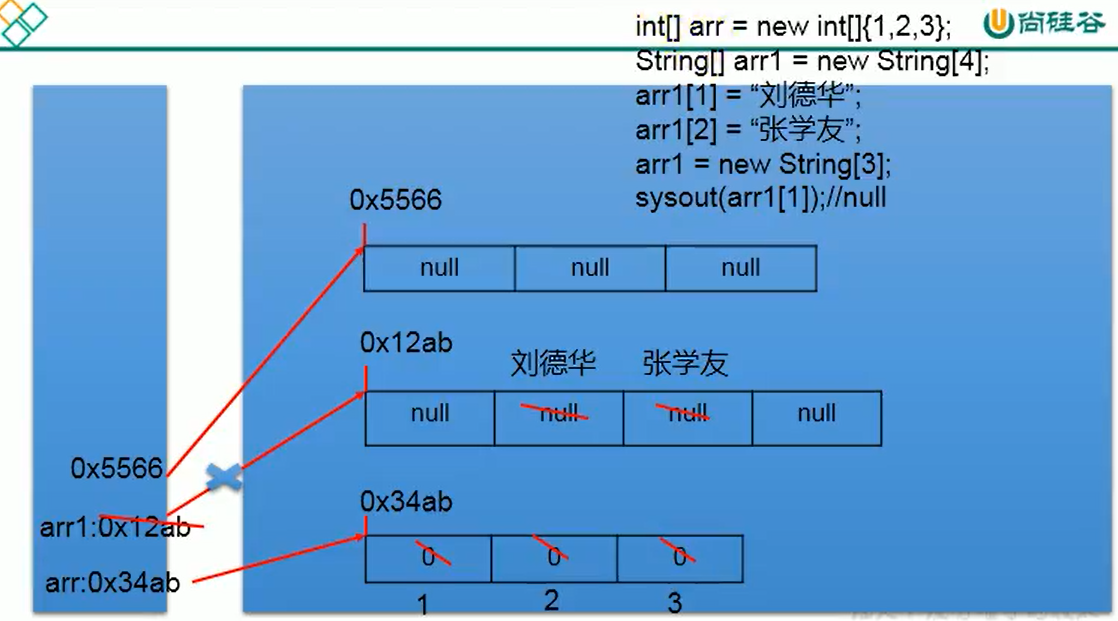 尚硅谷
int[] arr = new int[]{1,2,3};
String[] arr1 = new String[4];
arr1[1] = “刘德华”;
arr1[2] = “张学友”;
arr1 = new String[3];
sysout(arr1[1]);//null
0x5566
null null null
0x12ab
刘德华 张学友
null null null null
0x5566
0x34ab
arr1:0x12ab
0 0 0
arr:0x34ab
1 2 3